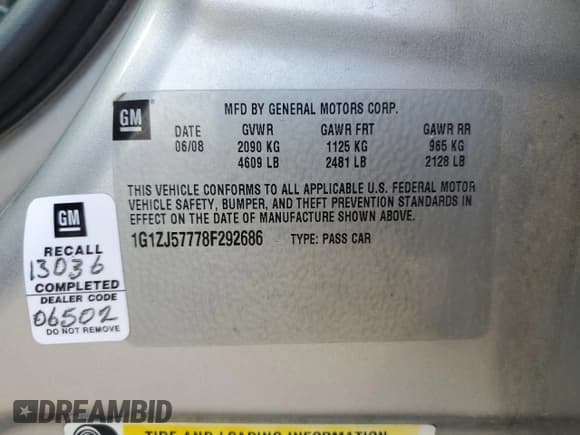 GM
MFD BY GENERAL MOTORS CORP.
DATE GVWR GAWR FRT GAWR RR
06/08 2090 KG 1125 KG 965 KG
4609 LB 2481 LB 2128 LB
THIS VEHICLE CONFORMS TO ALL APPLICABLE U.S. FEDERAL MOTOR
VEHICLE SAFETY, BUMPER, AND THEFT PREVENTION STANDARDS IN
EFFECT ON THE DATE OF MANUFACTURE SHOWN ABOVE.
1G1ZJ57778F292686 TYPE: PASS CAR
GM
RECALL
13036
COMPLETED
DEALER CODE
06502
DO NOT REMOVE
TIRE AND LOADING INFORMATION
DREAMBID